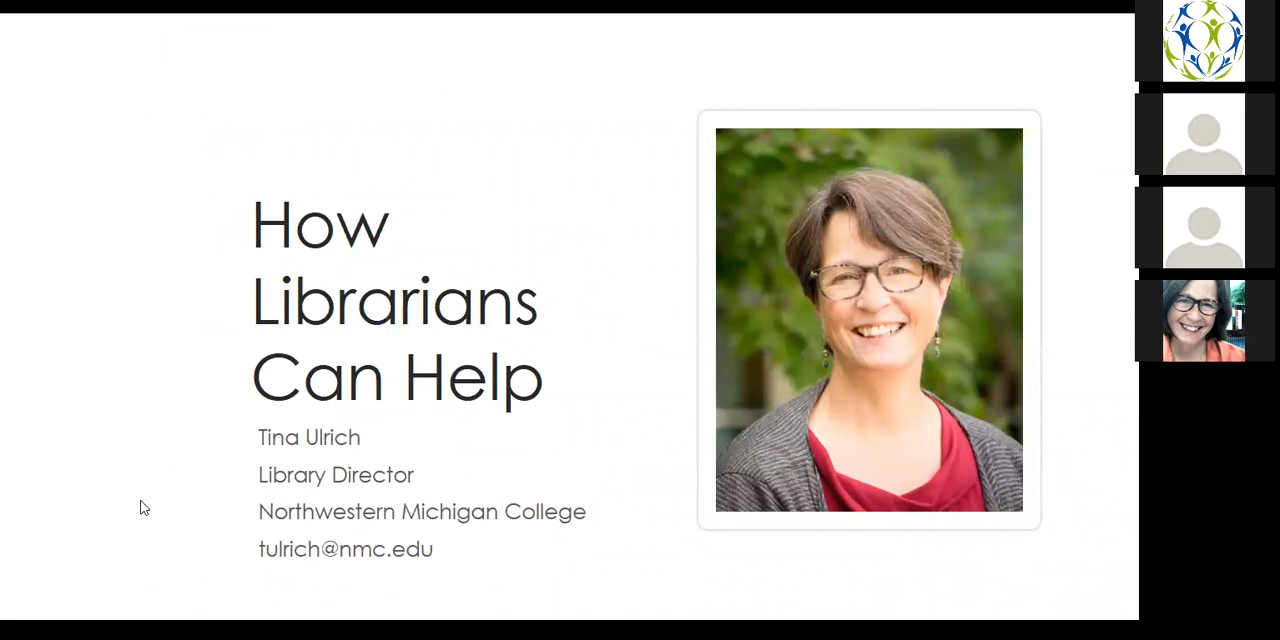 How
Librarians
Can Help
Tina Ulrich
Library Director
Northwestern Michigan College
tulrich@nmc.edu